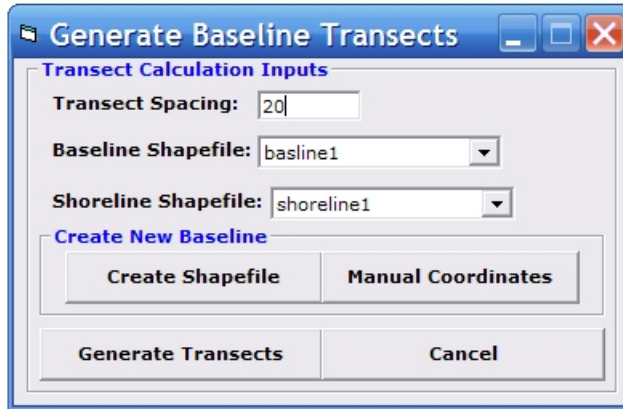 Generate Baseline Transects
Transect Calculation Inputs
Transect Spacing: 20
Baseline Shapefile: basline1
Shoreline Shapefile: shoreline1
Create New Baseline
Create Shapefile Manual Coordinates
Generate Transects Cancel